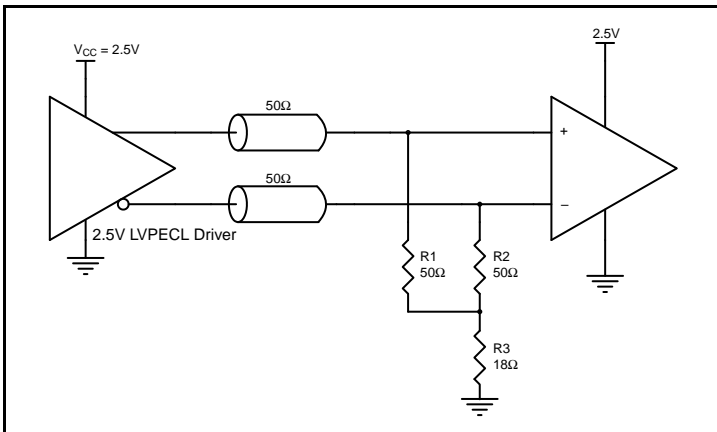 2.5V
V_CC = 2.5V
50Ω
+
50Ω
−
2.5V LVPECL Driver
R1
50Ω
R2
50Ω
R3
18Ω